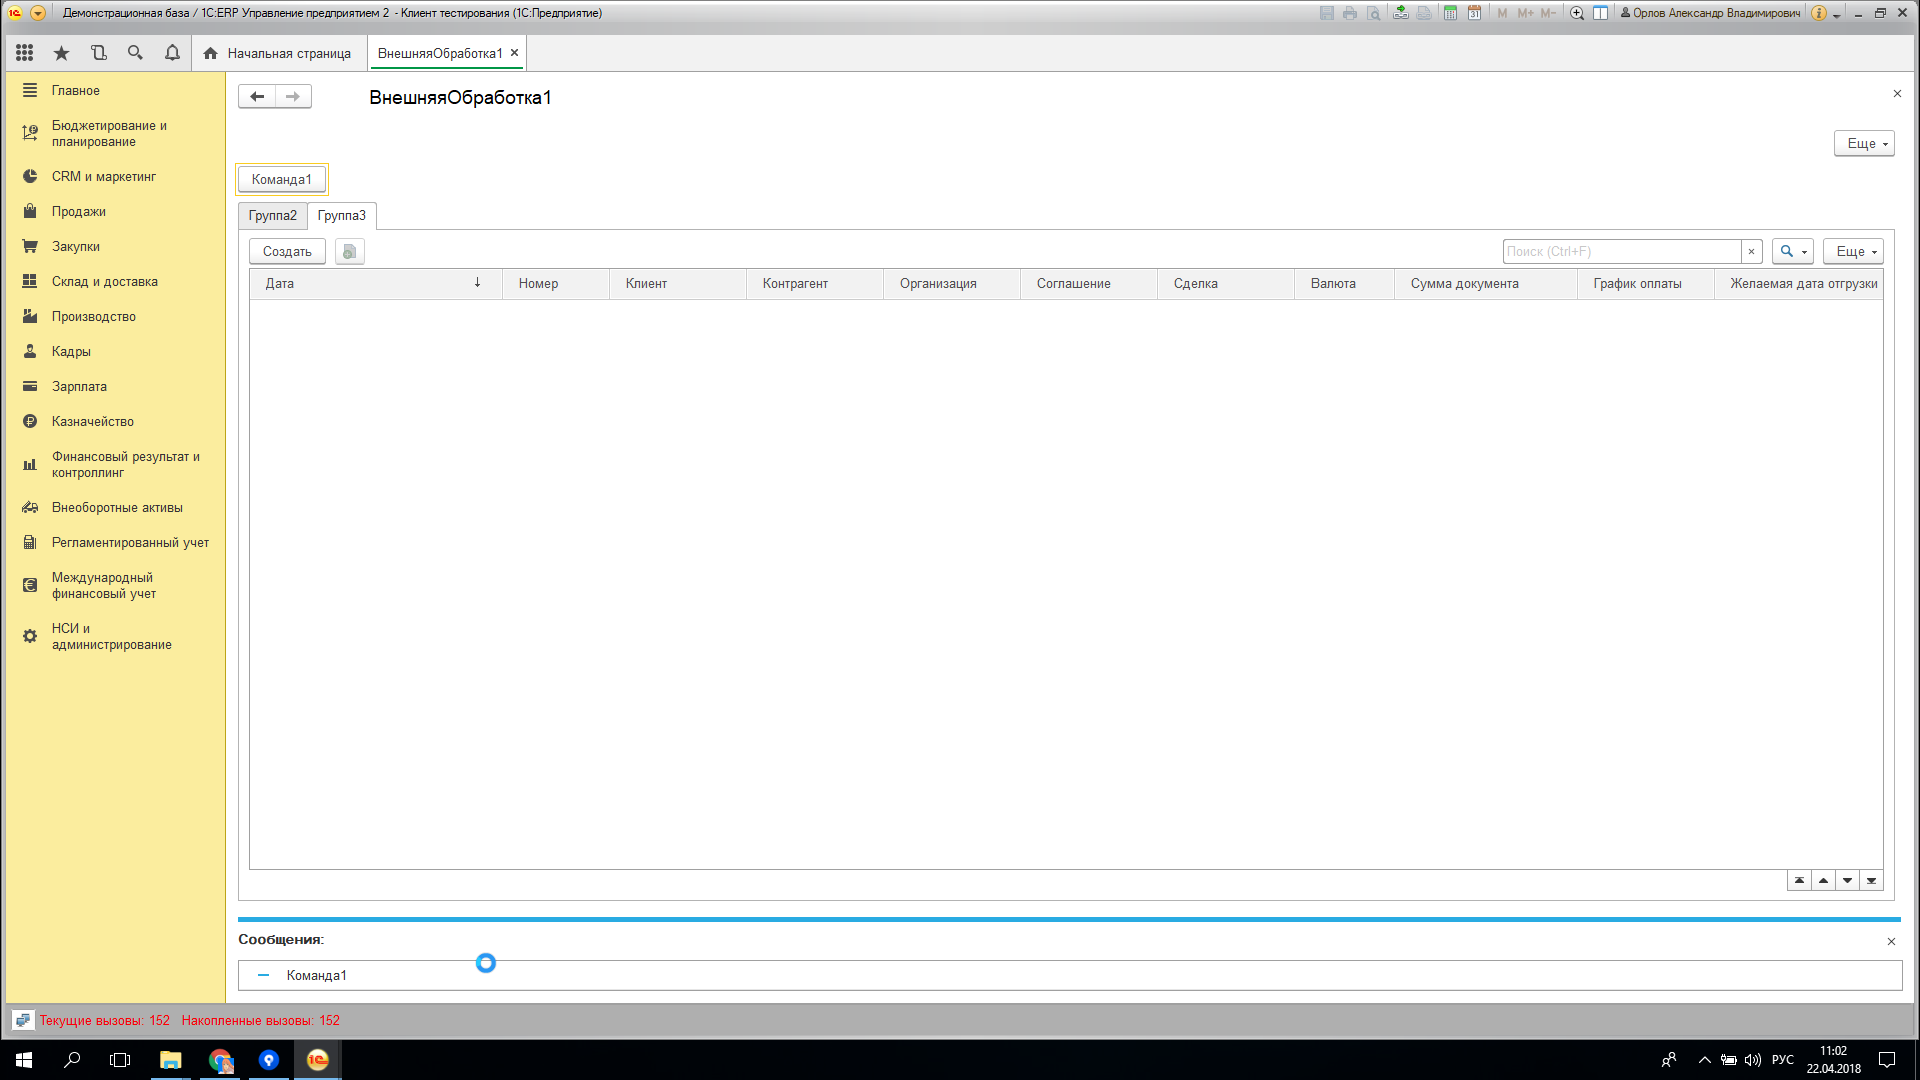 Демонстрационная база / 1С:ERP Управление предприятием 2 - Клиент тестирования (1С:Предприятие)
M M+ M- Орлов Александр Владимирович
Начальная страница ВнешняяОбработка1
Главное
Бюджетирование и
планирование
CRM и маркетинг
Продажи
Закупки
Склад и доставка
Производство
Кадры
Зарплата
Казначейство
Финансовый результат и
контроллинг
Внеоборотные активы
Регламентированный учет
Международный
финансовый учет
НСИ и
администрирование
ВнешняяОбработка1
Еще
Команда1
Группа2 Группа3
Создать Поиск (Ctrl+F) Еще
Дата Номер Клиент Контрагент Организация Соглашение Сделка Валюта Сумма документа График оплаты Желаемая дата отгрузки
Сообщения:
Команда1
Текущие вызовы: 152 Накопленные вызовы: 152
РУС 11:02
22.04.2018